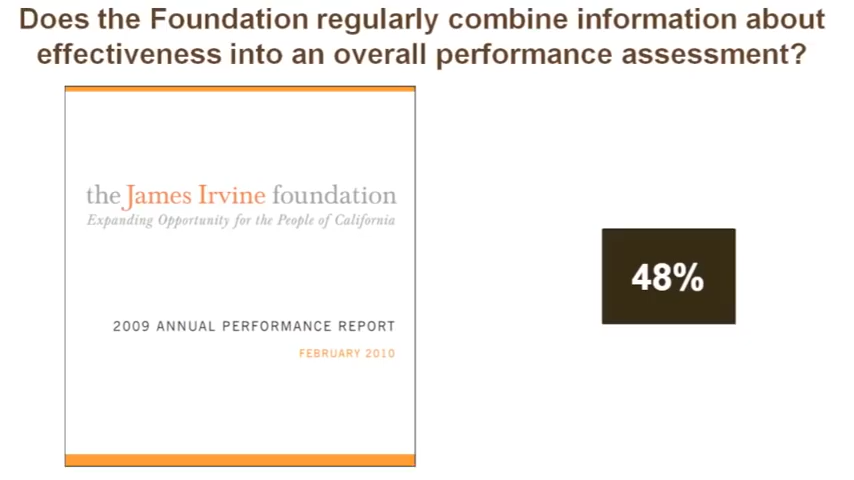 Does the Foundation regularly combine information about
effectiveness into an overall performance assessment?
the James Irvine foundation
Expanding Opportunity for the People of California
2009 ANNUAL PERFORMANCE REPORT
FEBRUARY 2010
48%